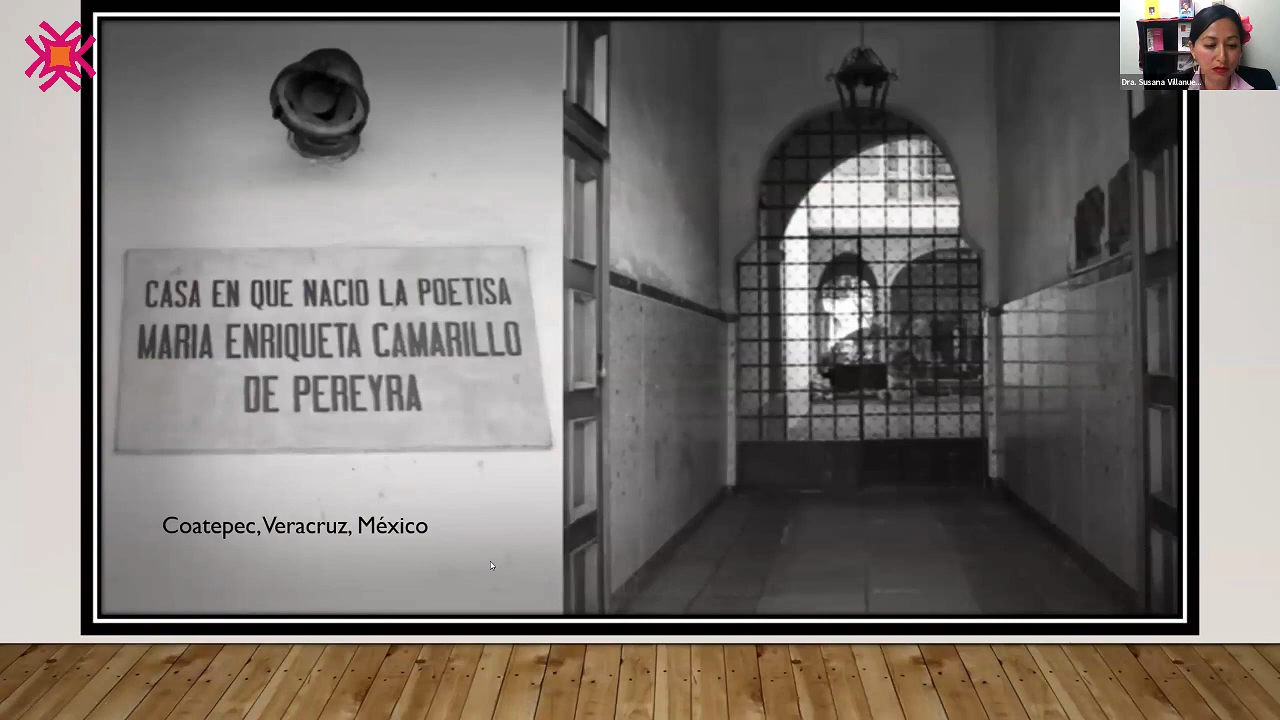 CASA EN QUE NACIO LA POETISA
MARIA ENRIQUETA CAMARILLO
DE PEREYRA
Coatepec, Veracruz, México
Dra. Susana Villanue...